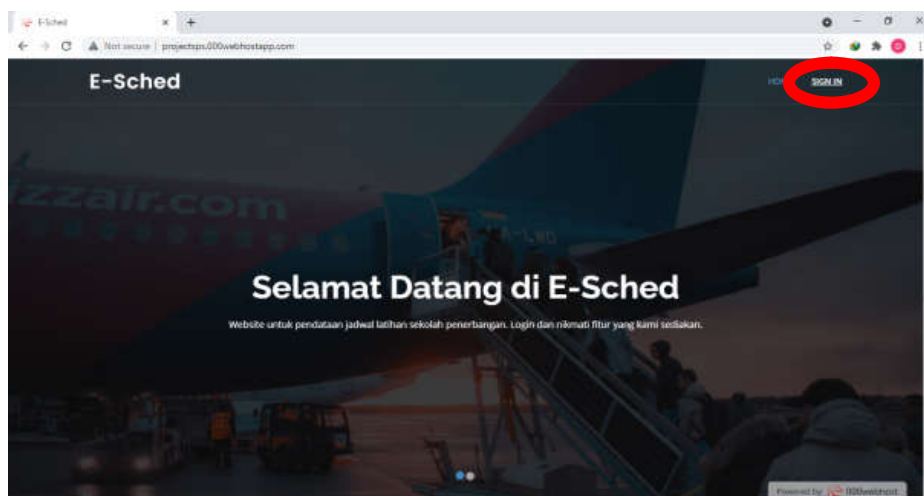 E-Sched
Not secure | projectsps.000webhostapp.com
E-Sched
SIGN IN
izzair.com
Selamat Datang di E-Sched
Website untuk pendataan jadwal latihan sekolah penerbangan. Login dan nikmati fitur yang kami sediakan.
Powered by 000webhost